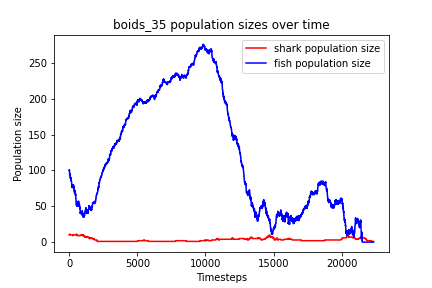 boids_35 population sizes over time
shark population size
fish population size
Population size
250
200
150
100
50
0
0
5000
10000
15000
20000
Timesteps